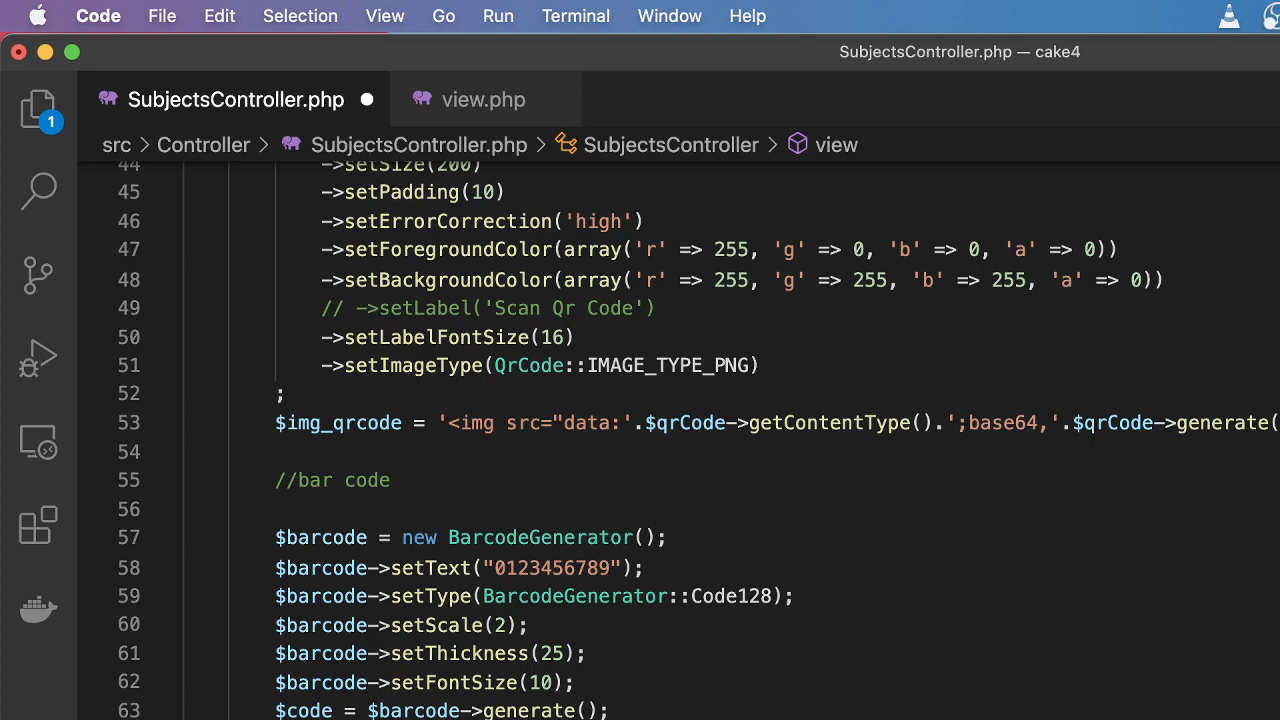 Code File Edit Selection View Go Run Terminal Window Help
SubjectsController.php — cake4
SubjectsController.php view.php
1
src > Controller > SubjectsController.php > SubjectsController > view
44 ->setSize(200)
45 ->setPadding(10)
46 ->setErrorCorrection('high')
47 ->setForegroundColor(array('r' => 255, 'g' => 0, 'b' => 0, 'a' => 0))
48 ->setBackgroundColor(array('r' => 255, 'g' => 255, 'b' => 255, 'a' => 0))
49 // ->setLabel('Scan Qr Code')
50 ->setLabelFontSize(16)
51 ->setImageType(QrCode::IMAGE_TYPE_PNG)
52 ;
53 $img_qrcode = '<img src="data:'.$qrCode->getContentType().';base64,'.$qrCode->generate(
54
55 //bar code
56
57 $barcode = new BarcodeGenerator();
58 $barcode->setText("0123456789");
59 $barcode->setType(BarcodeGenerator::Code128);
60 $barcode->setScale(2);
61 $barcode->setThickness(25);
62 $barcode->setFontSize(10);
63 $code = $barcode->generate();